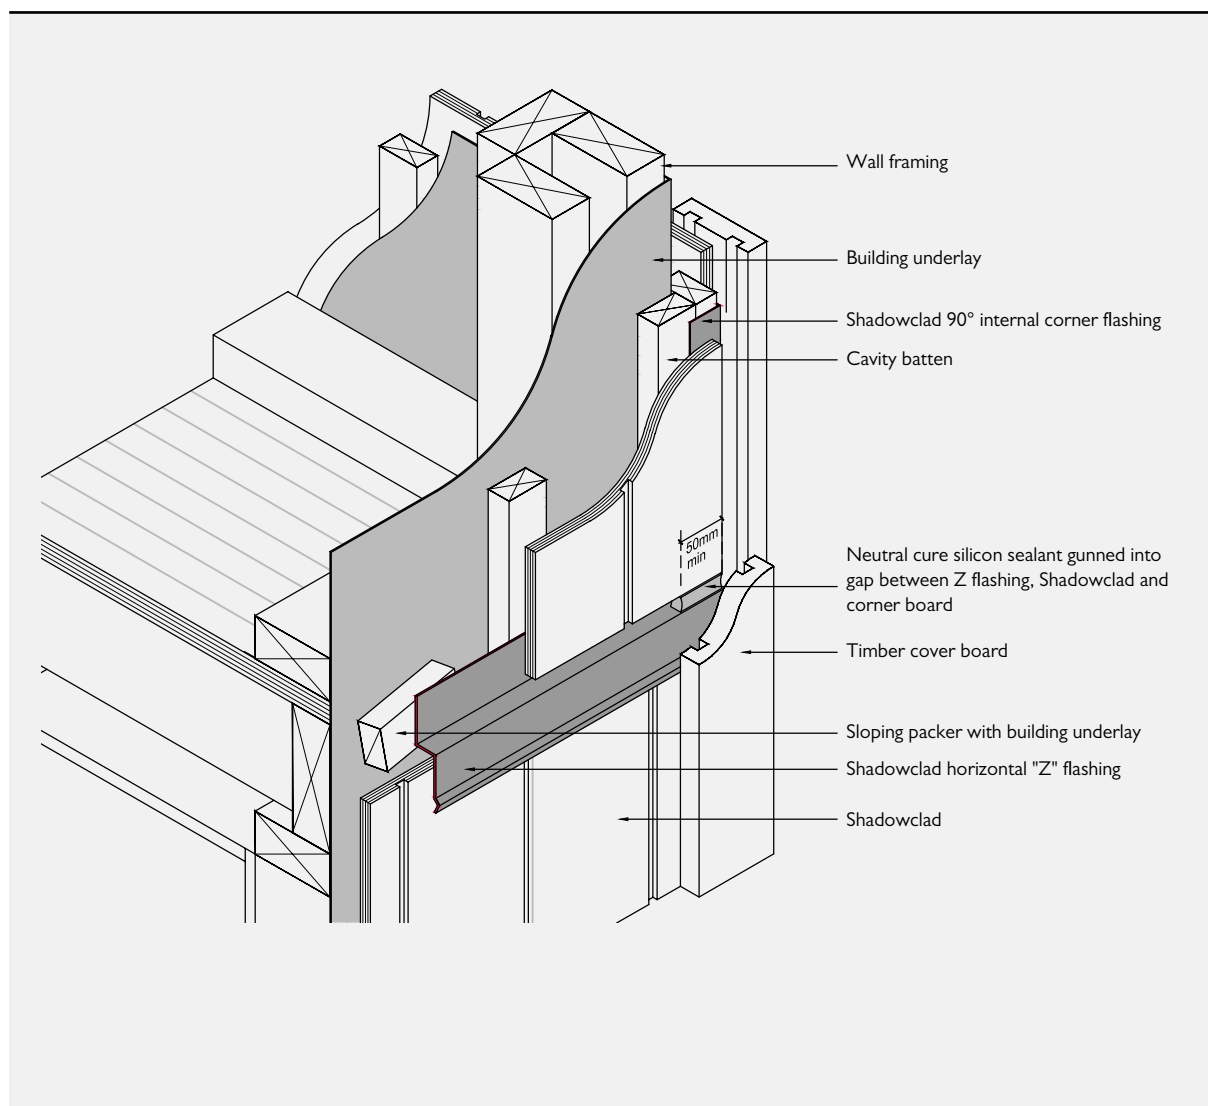 Wall framing
Building underlay
Shadowclad 90° internal corner flashing
Cavity batten
50mm
min
Neutral cure silicon sealant gunned into
gap between Z flashing, Shadowclad and
corner board
Timber cover board
Sloping packer with building underlay
Shadowclad horizontal "Z" flashing
Shadowclad